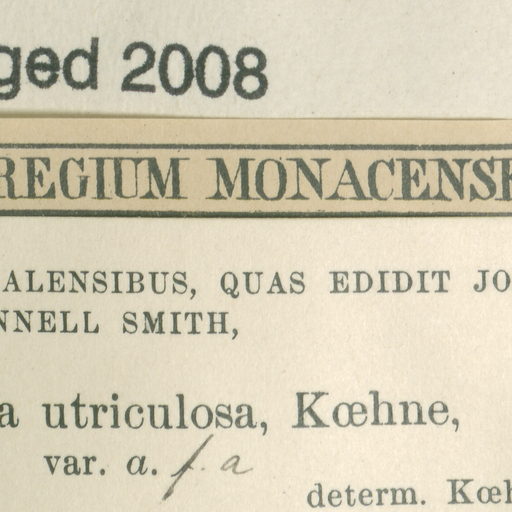 ged 2008
REGIUM MONACENSE
ALENSIBUS, QUAS EDIDIT JO
NNELL SMITH,
a utriculosa, Kœhne,
var. α. f. a
determ. Kœh